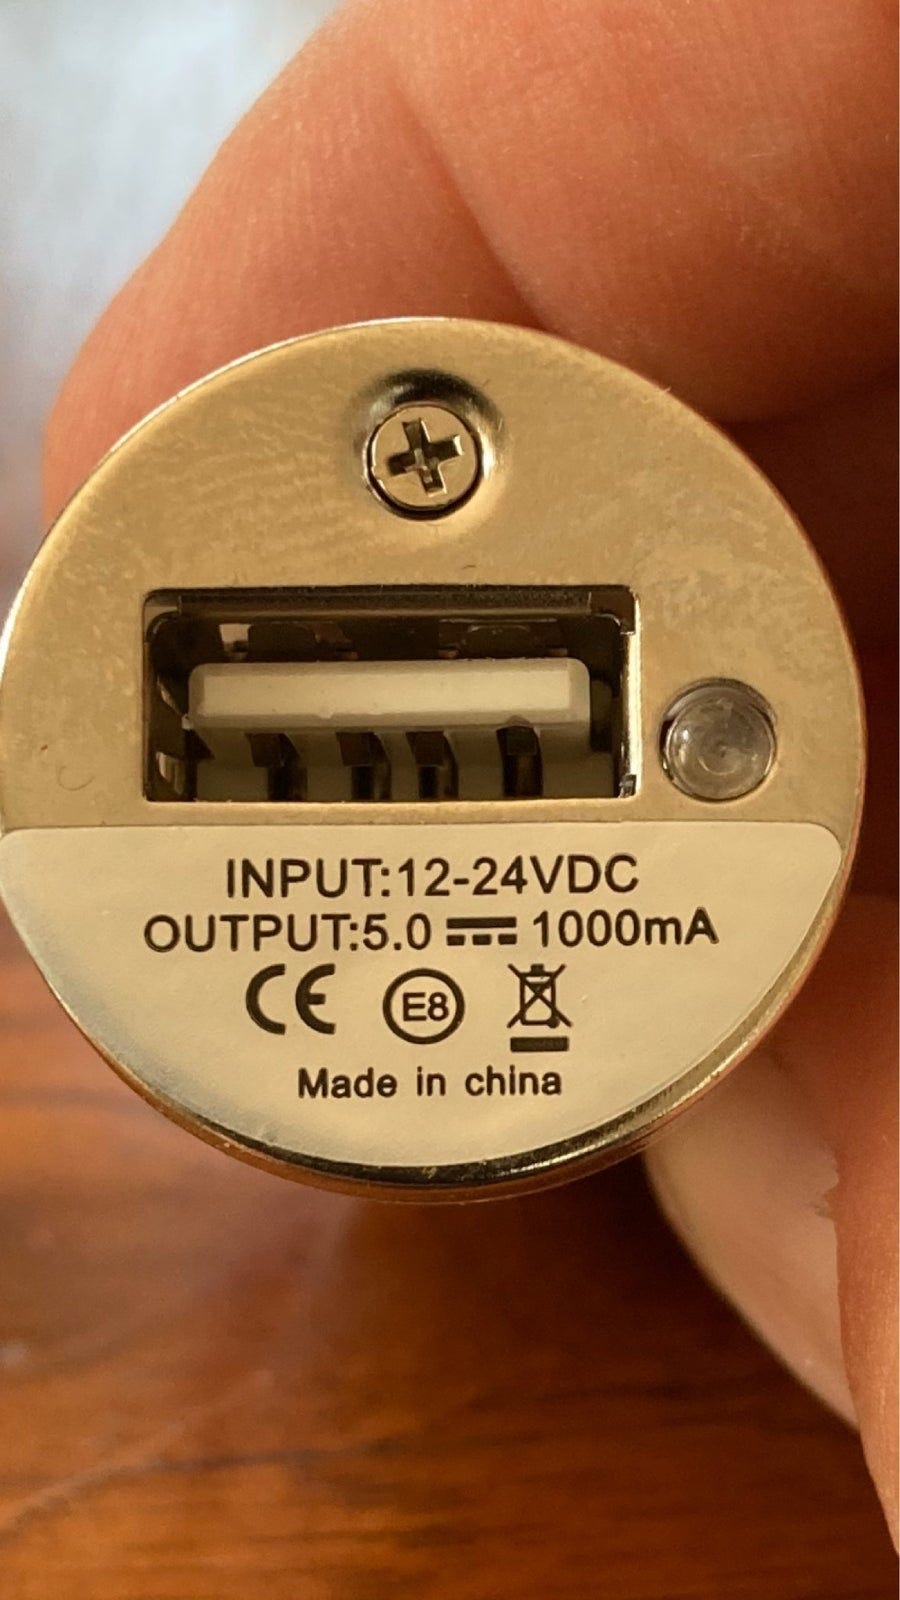 INPUT:12-24VDC
OUTPUT:5.0 ⎓ 1000mA
CE E8
Made in china